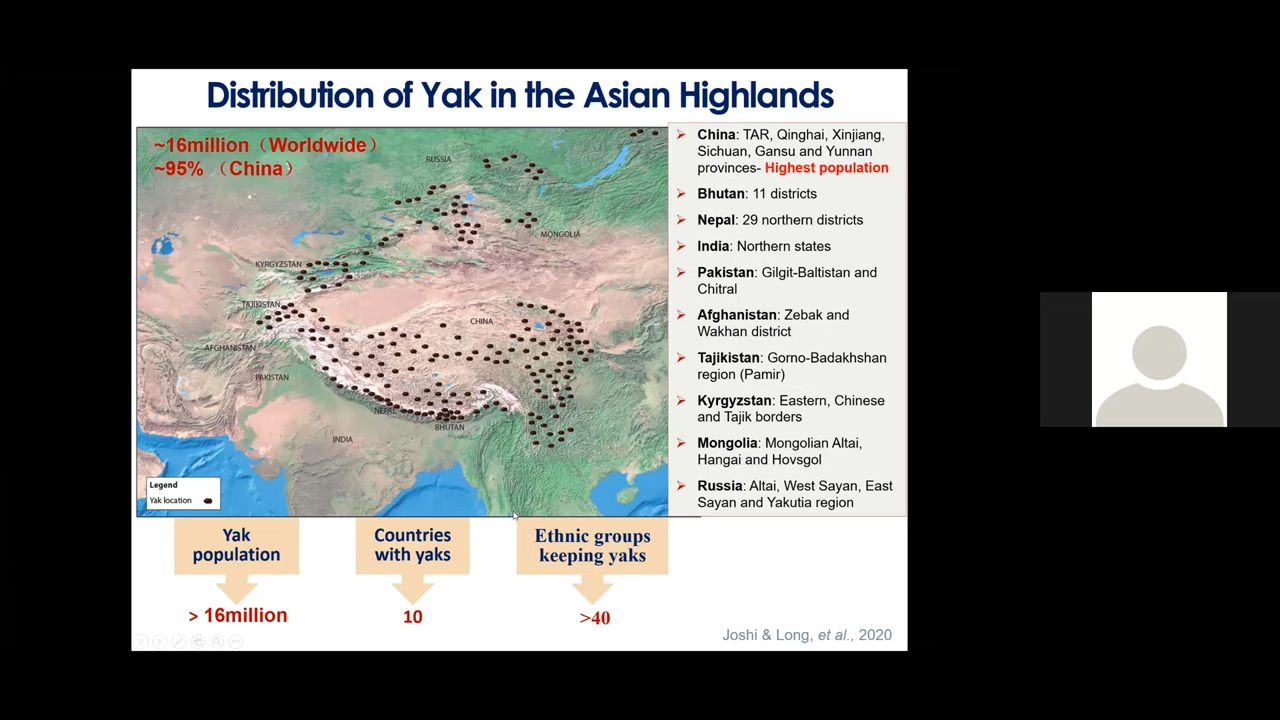 Distribution of Yak in the Asian Highlands
~16million（Worldwide）
~95%（China）
RUSSIA
MONGOLIA
KYRGYZSTAN
TAJIKISTAN
CHINA
AFGHANISTAN
PAKISTAN
NEPAL
BHUTAN
INDIA
Legend
Yak location
China: TAR, Qinghai, Xinjiang,
Sichuan, Gansu and Yunnan
provinces- Highest population
Bhutan: 11 districts
Nepal: 29 northern districts
India: Northern states
Pakistan: Gilgit-Baltistan and
Chitral
Afghanistan: Zebak and
Wakhan district
Tajikistan: Gorno-Badakhshan
region (Pamir)
Kyrgyzstan: Eastern, Chinese
and Tajik borders
Mongolia: Mongolian Altai,
Hangai and Hovsgol
Russia: Altai, West Sayan, East
Sayan and Yakutia region
Yak
population
> 16million
Countries
with yaks
10
Ethnic groups
keeping yaks
>40
Joshi & Long, et al., 2020